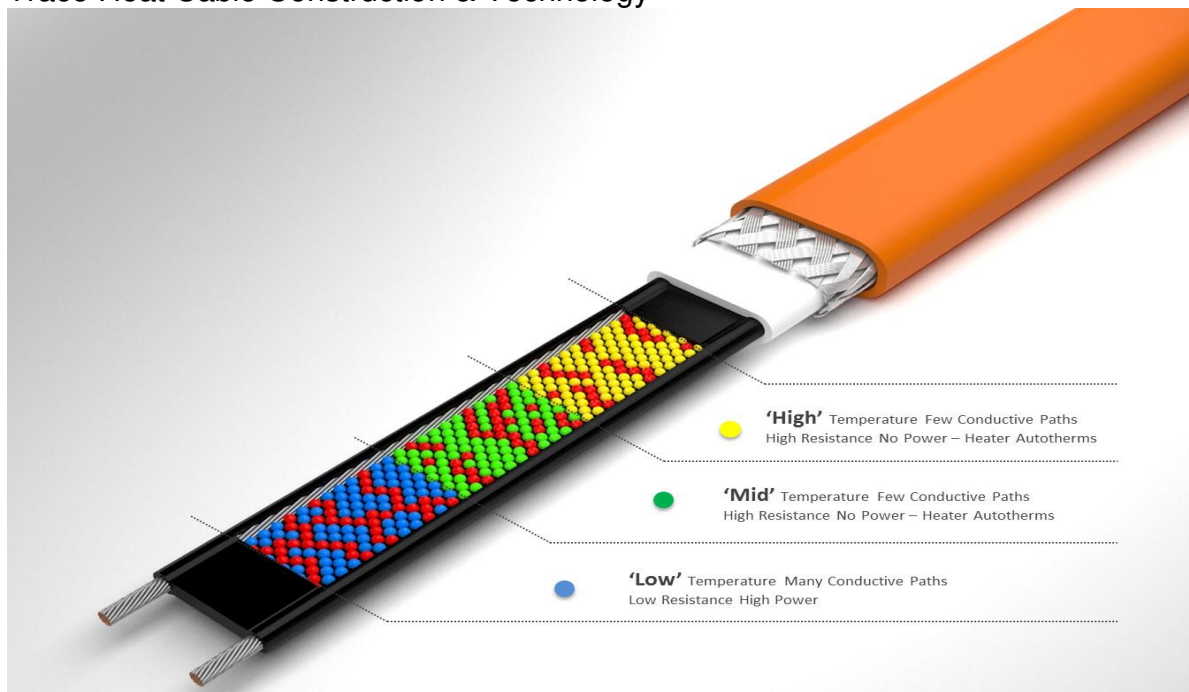 Trace Heat Cable Construction & Technology
'High' Temperature Few Conductive Paths
High Resistance No Power – Heater Autotherms
'Mid' Temperature Few Conductive Paths
High Resistance No Power – Heater Autotherms
'Low' Temperature Many Conductive Paths
Low Resistance High Power